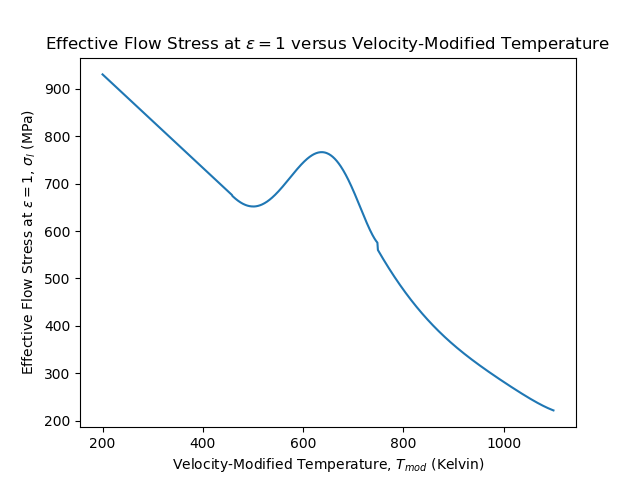 Effective Flow Stress at ε = 1 versus Velocity-Modified Temperature
Effective Flow Stress at ε = 1, σ_I (MPa)
900
800
700
600
500
400
300
200
200 400 600 800 1000
Velocity-Modified Temperature, T_mod (Kelvin)